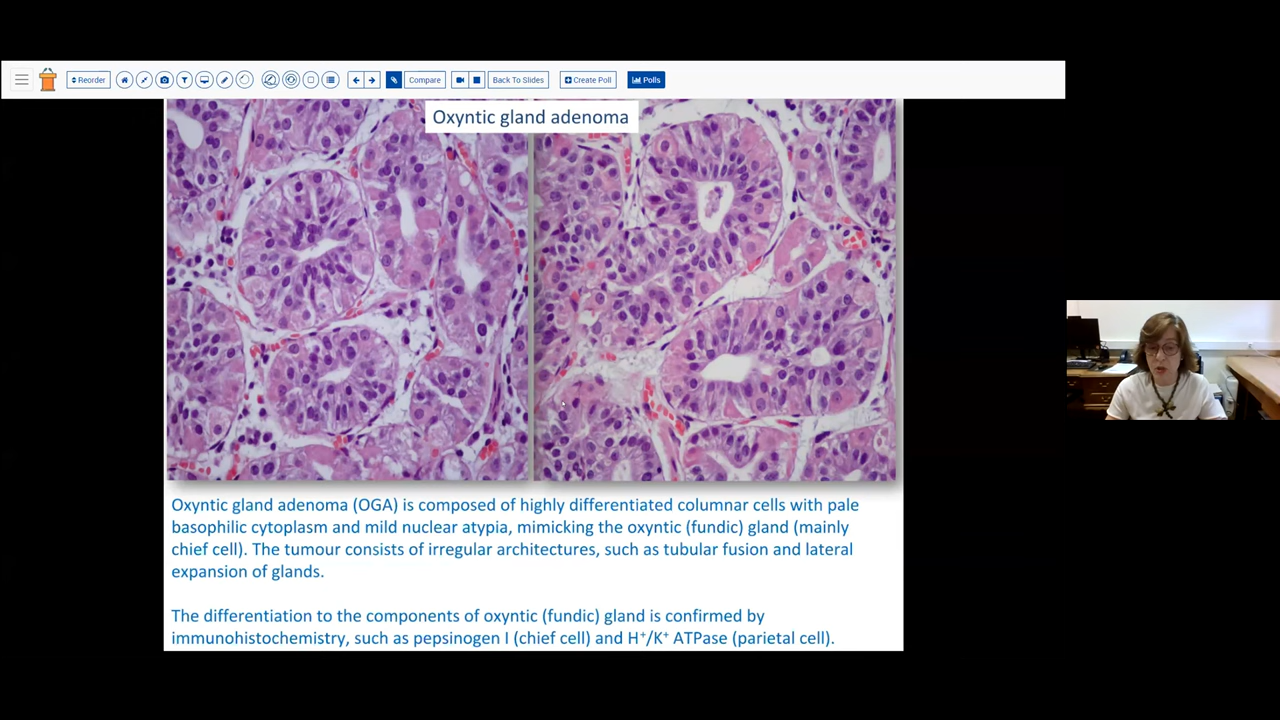 Reorder
Compare
Back To Slides
Create Poll
Polls
Oxyntic gland adenoma
Oxyntic gland adenoma (OGA) is composed of highly differentiated columnar cells with pale
basophilic cytoplasm and mild nuclear atypia, mimicking the oxyntic (fundic) gland (mainly
chief cell). The tumour consists of irregular architectures, such as tubular fusion and lateral
expansion of glands.
The differentiation to the components of oxyntic (fundic) gland is confirmed by
immunohistochemistry, such as pepsinogen I (chief cell) and H⁺/K⁺ ATPase (parietal cell).